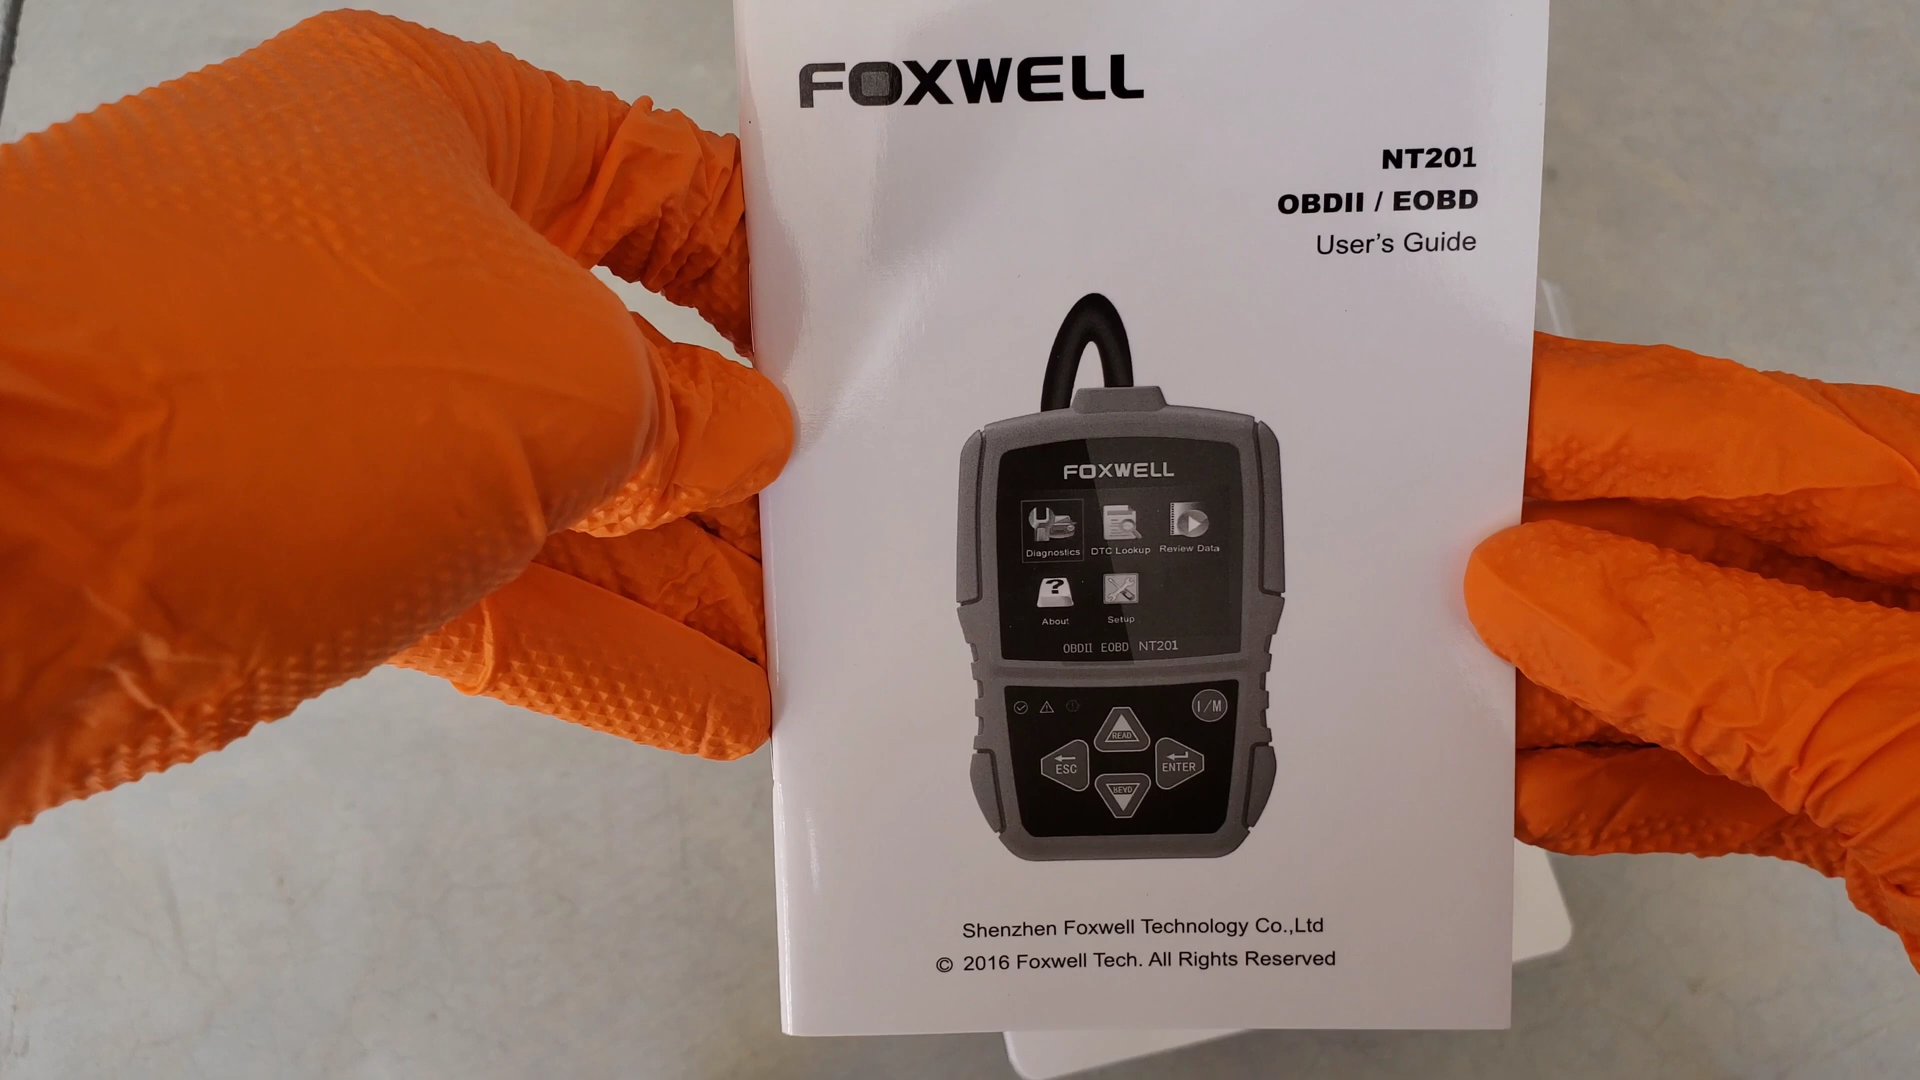 FOXWELL
NT201
OBDII / EOBD
User's Guide
FOXWELL
Diagnostics DTC Lookup Review Data
About Setup
OBDII EOBD NT201
I/M
READ
ESC ENTER
READ
Shenzhen Foxwell Technology Co.,Ltd
© 2016 Foxwell Tech. All Rights Reserved